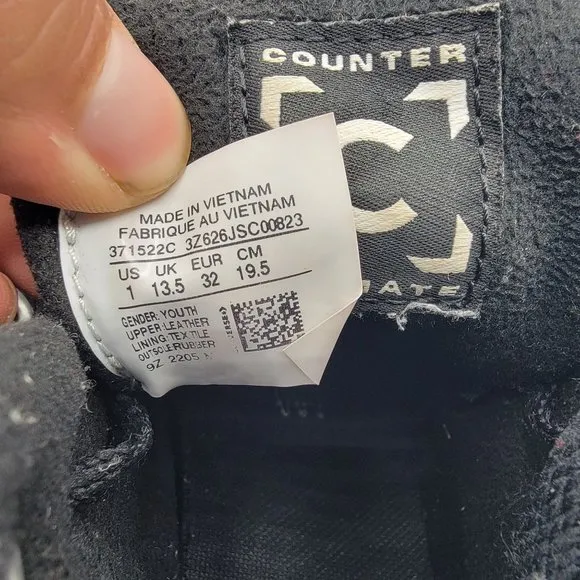 COUNTER
C
MADE IN VIETNAM
FABRIQUE AU VIETNAM
371522C 3Z626JSC00823
US UK EUR CM
1 13.5 32 19.5
GENDER: YOUTH
UPPER: LEATHER
LINING: TEXTILE
OUTSOLE: RUBBER
9Z 2205
MATE